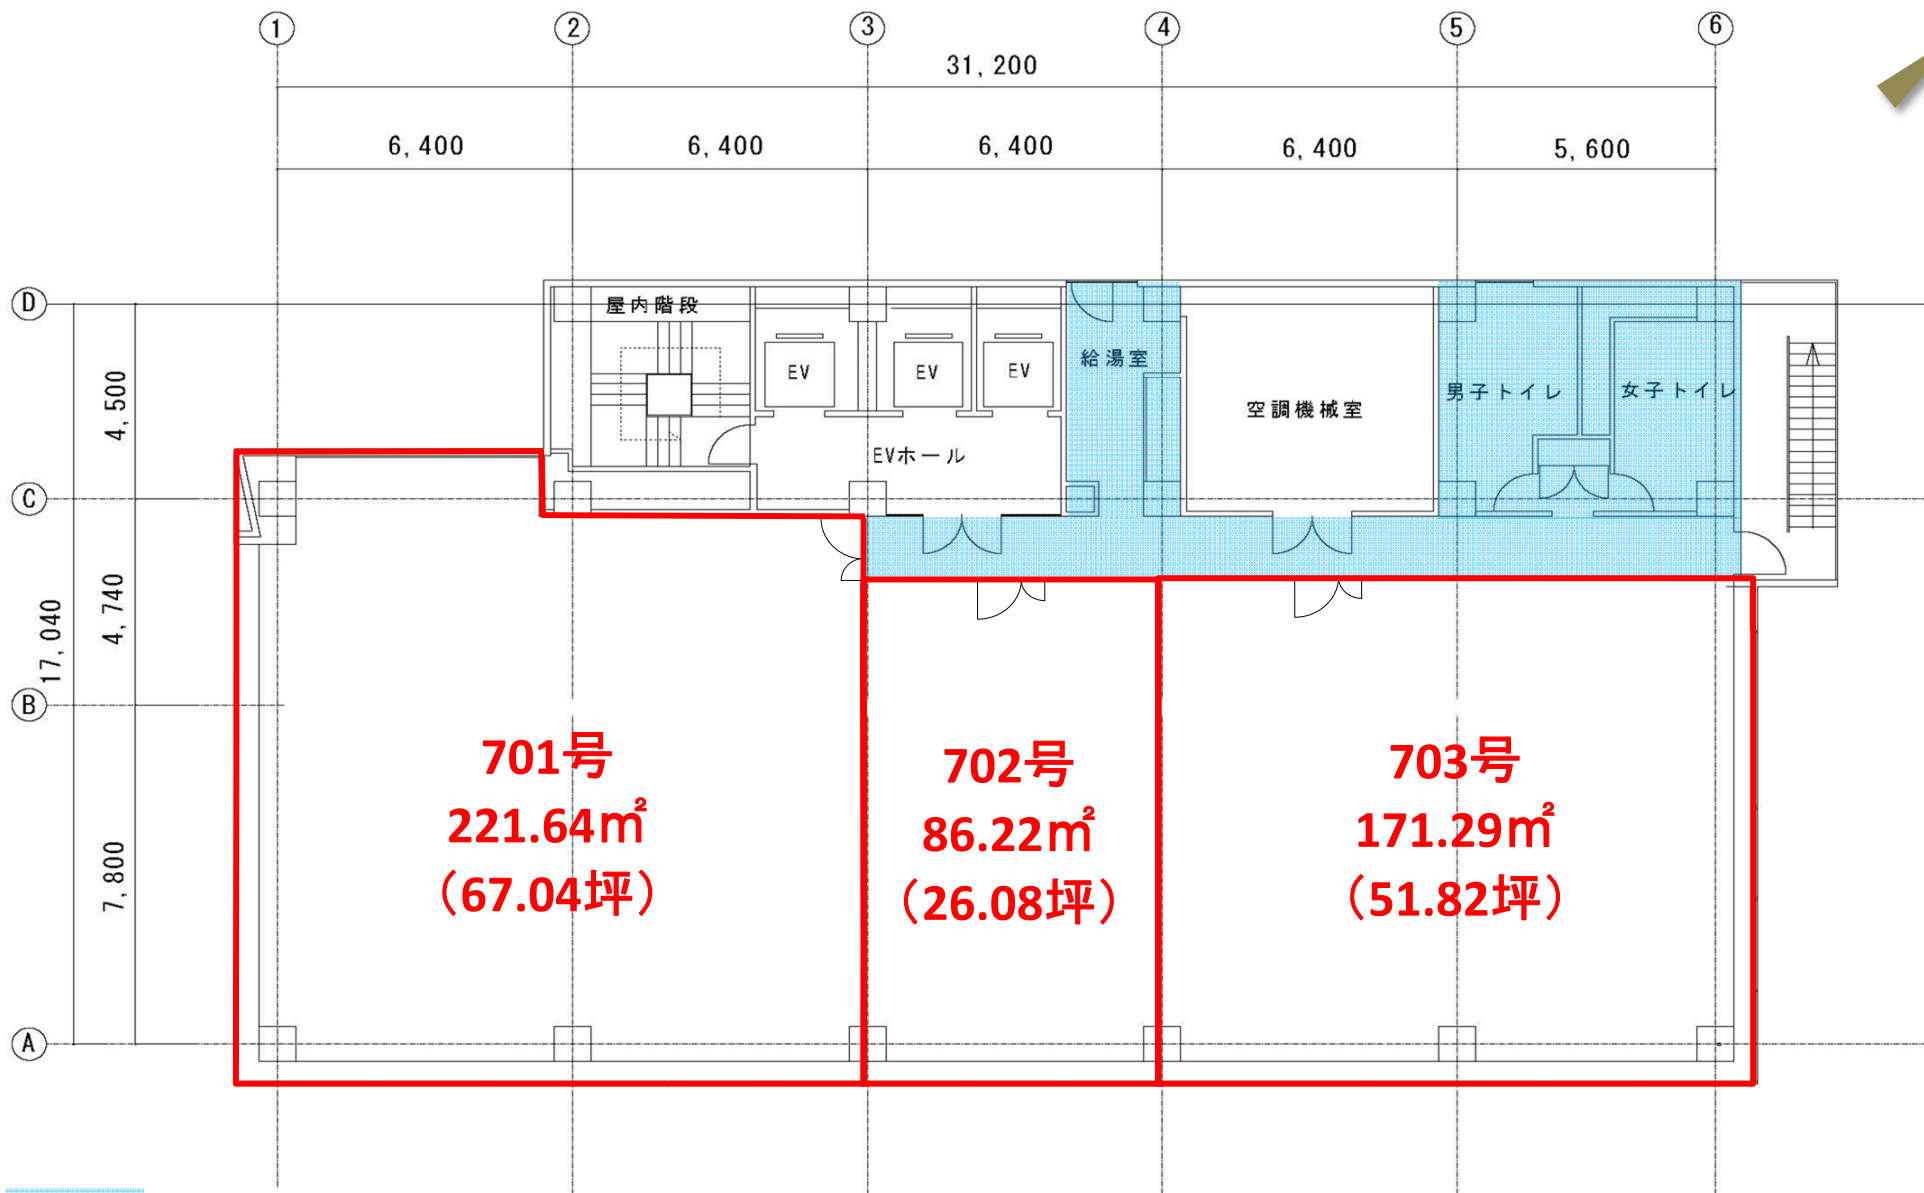 1 2 3 4 5 6
31,200
6,400 6,400 6,400 6,400 5,600
D
C
B
A
4,500
4,740
17,040
7,800
屋内階段
EV EV EV
給湯室
空調機械室
男子トイレ
女子トイレ
EVホール
701号
221.64㎡
（67.04坪）
702号
86.22㎡
（26.08坪）
703号
171.29㎡
（51.82坪）